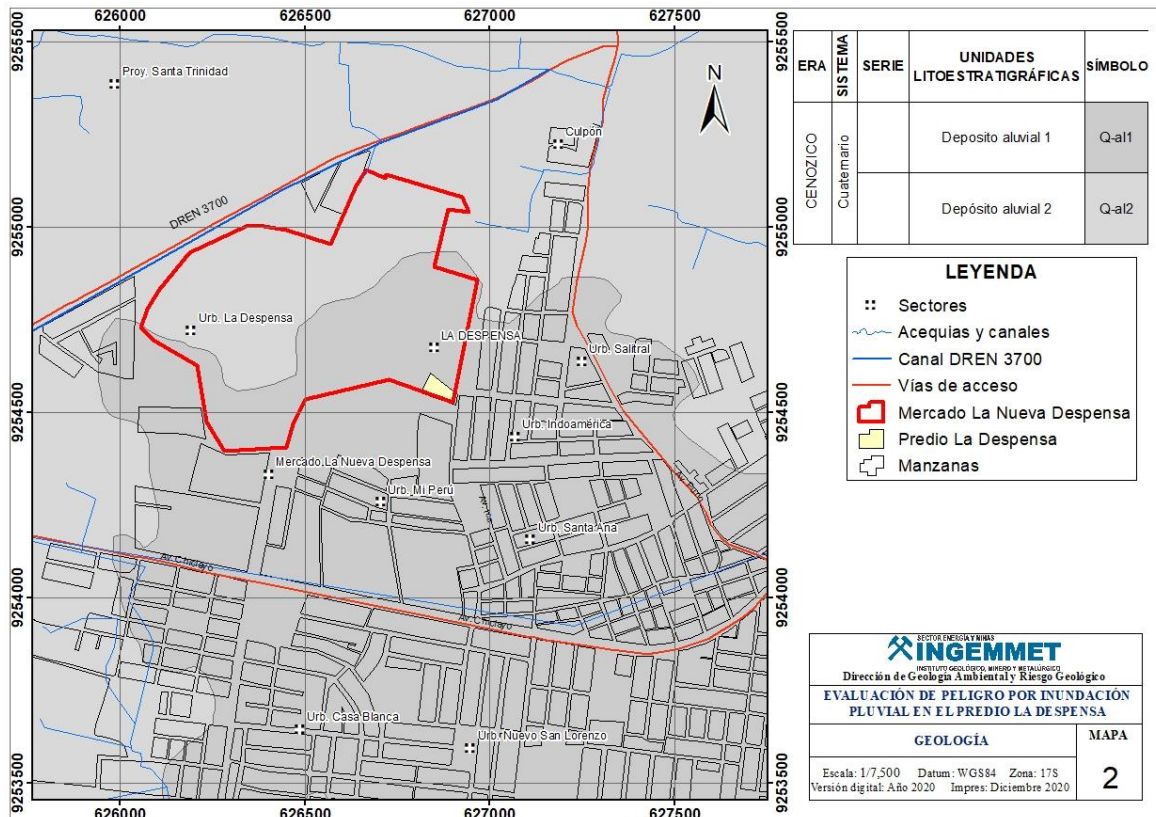 626000 626500 627000 627500
9255500
9255000
9254500
9254000
9253500
Proy. Santa Trinidad
N
Culpón
DREN 3700
Urb. La Despensa
LA DESPENSA
Urb. Salitral
Urb. Indoamérica
Mercado La Nueva Despensa
Urb. Mi Perú
Urb. Santa Ana
Av. Chiclayo
Av. Chiclayo
Urb. Casa Blanca
Urb. Nuevo San Lorenzo
9255500
9255000
9254500
9254000
9253500
626000 626500 627000 627500
ERA SISTEMA SERIE UNIDADES LITOESTRATIGRÁFICAS SÍMBOLO
CENOZICO Cuaternario
Deposito aluvial 1 Q-al1
Depósito aluvial 2 Q-al2
LEYENDA
Sectores
Acequias y canales
Canal DREN 3700
Vías de acceso
Mercado La Nueva Despensa
Predio La Despensa
Manzanas
SECTOR ENERGÍA Y MINAS
INGEMMET
INSTITUTO GEOLÓGICO, MINERO Y METALÚRGICO
Dirección de Geología Ambiental y Riesgo Geológico
EVALUACIÓN DE PELIGRO POR INUNDACIÓN
PLUVIAL EN EL PREDIO LA DESPENSA
GEOLOGÍA
MAPA
2
Escala: 1/7,500 Datum: WGS84 Zona: 17S
Versión digital: Año 2020 Impres: Diciembre 2020